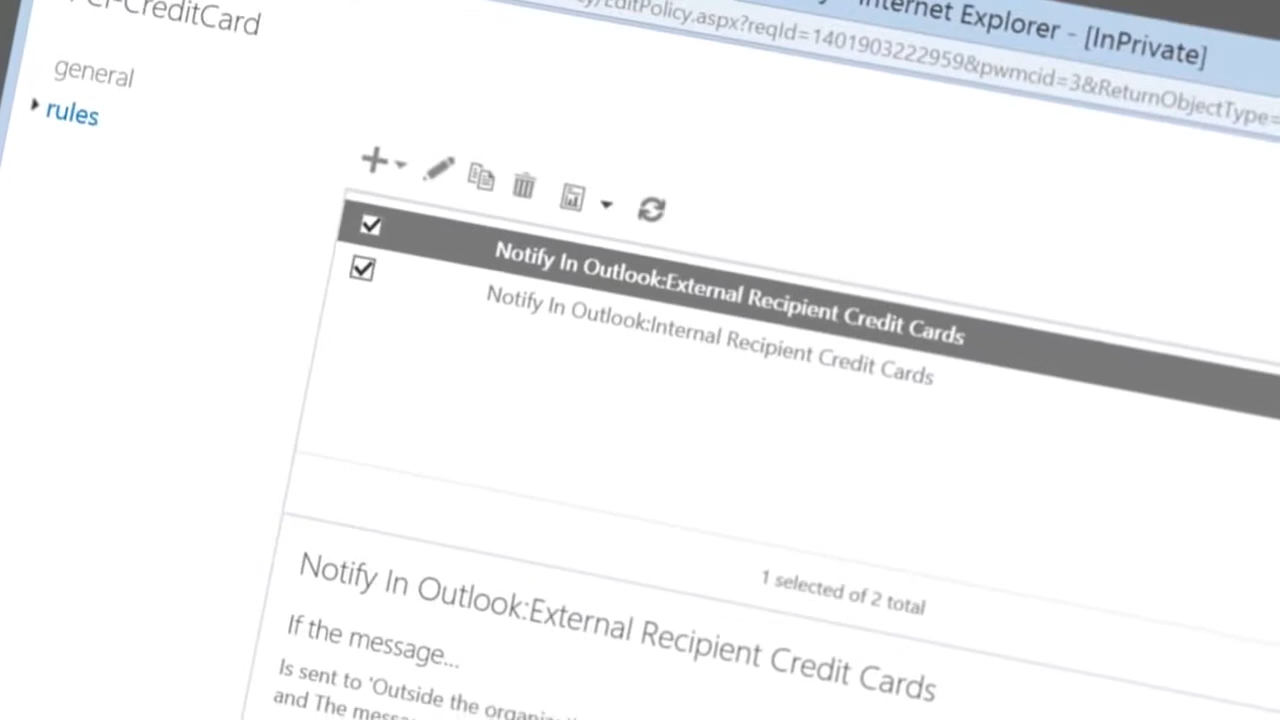 Internet Explorer - [InPrivate]
/EditPolicy.aspx?reqId=1401903222959&pwmcid=3&ReturnObjectType=
CreditCard
general
rules
Notify In Outlook:External Recipient Credit Cards
Notify In Outlook:Internal Recipient Credit Cards
1 selected of 2 total
Notify In Outlook:External Recipient Credit Cards
If the message...
Is sent to 'Outside the
and The